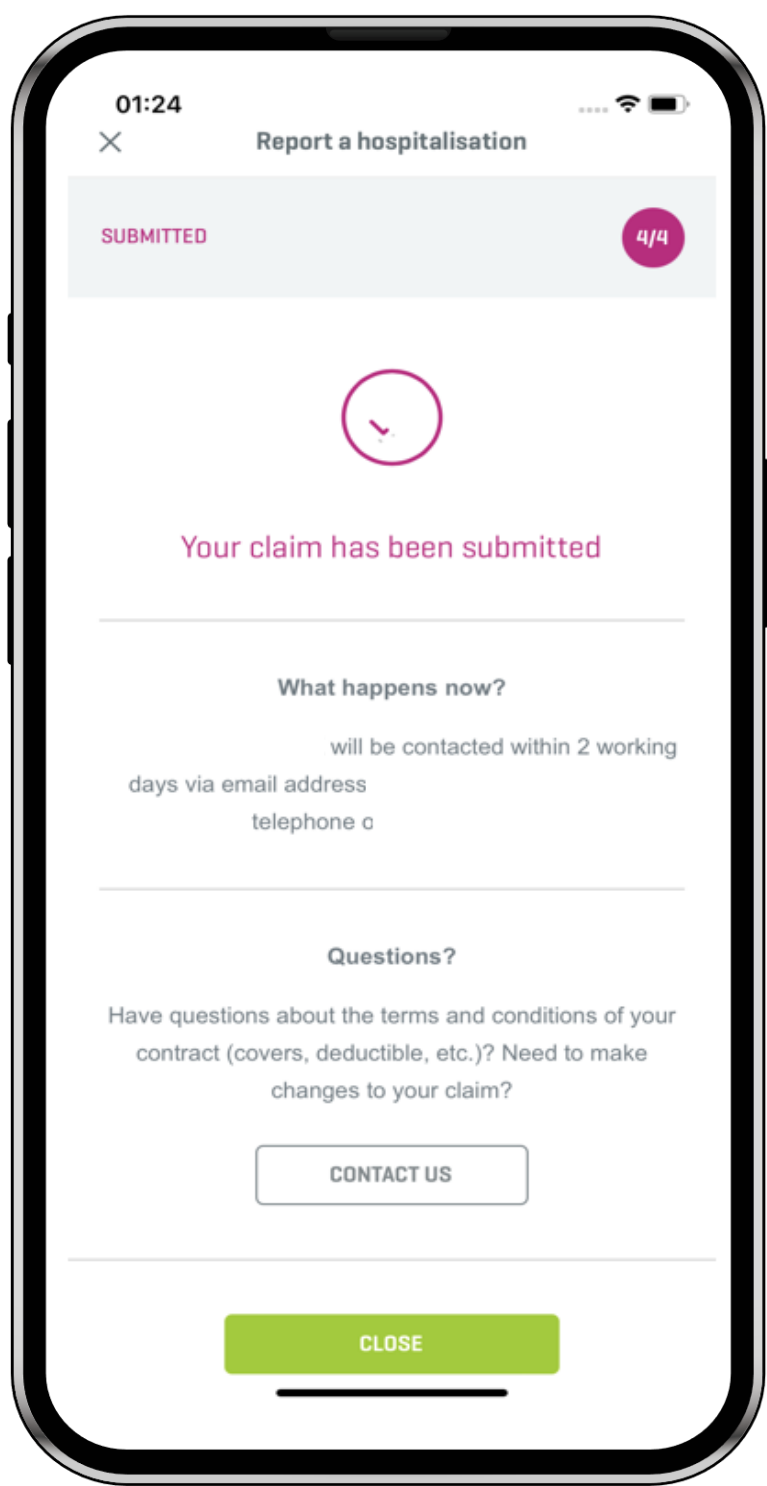 01:24
Report a hospitalisation
SUBMITTED
4/4
Your claim has been submitted
What happens now?
will be contacted within 2 working
days via email address
telephone
Questions?
Have questions about the terms and conditions of your
contract (covers, deductible, etc.)? Need to make
changes to your claim?
CONTACT US
CLOSE